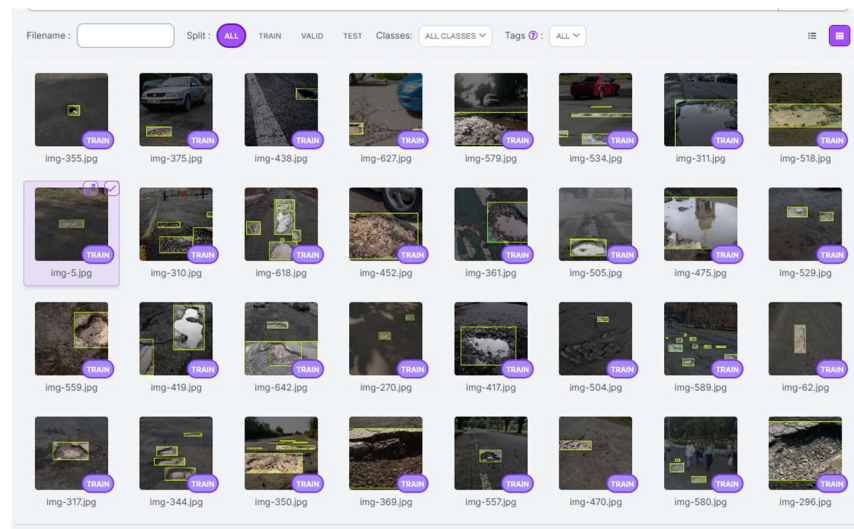 Filename :
Split :
ALL
TRAIN
VALID
TEST
Classes:
ALL CLASSES
Tags ? :
ALL
TRAIN TRAIN TRAIN TRAIN TRAIN TRAIN TRAIN TRAIN
img-355.jpg img-375.jpg img-438.jpg img-627.jpg img-579.jpg img-534.jpg img-311.jpg img-518.jpg
TRAIN TRAIN TRAIN TRAIN TRAIN TRAIN TRAIN TRAIN
img-5.jpg img-310.jpg img-618.jpg img-452.jpg img-361.jpg img-505.jpg img-475.jpg img-529.jpg
TRAIN TRAIN TRAIN TRAIN TRAIN TRAIN TRAIN TRAIN
img-559.jpg img-419.jpg img-642.jpg img-270.jpg img-417.jpg img-504.jpg img-589.jpg img-62.jpg
TRAIN TRAIN TRAIN TRAIN TRAIN TRAIN TRAIN TRAIN
img-317.jpg img-344.jpg img-350.jpg img-369.jpg img-557.jpg img-470.jpg img-580.jpg img-296.jpg